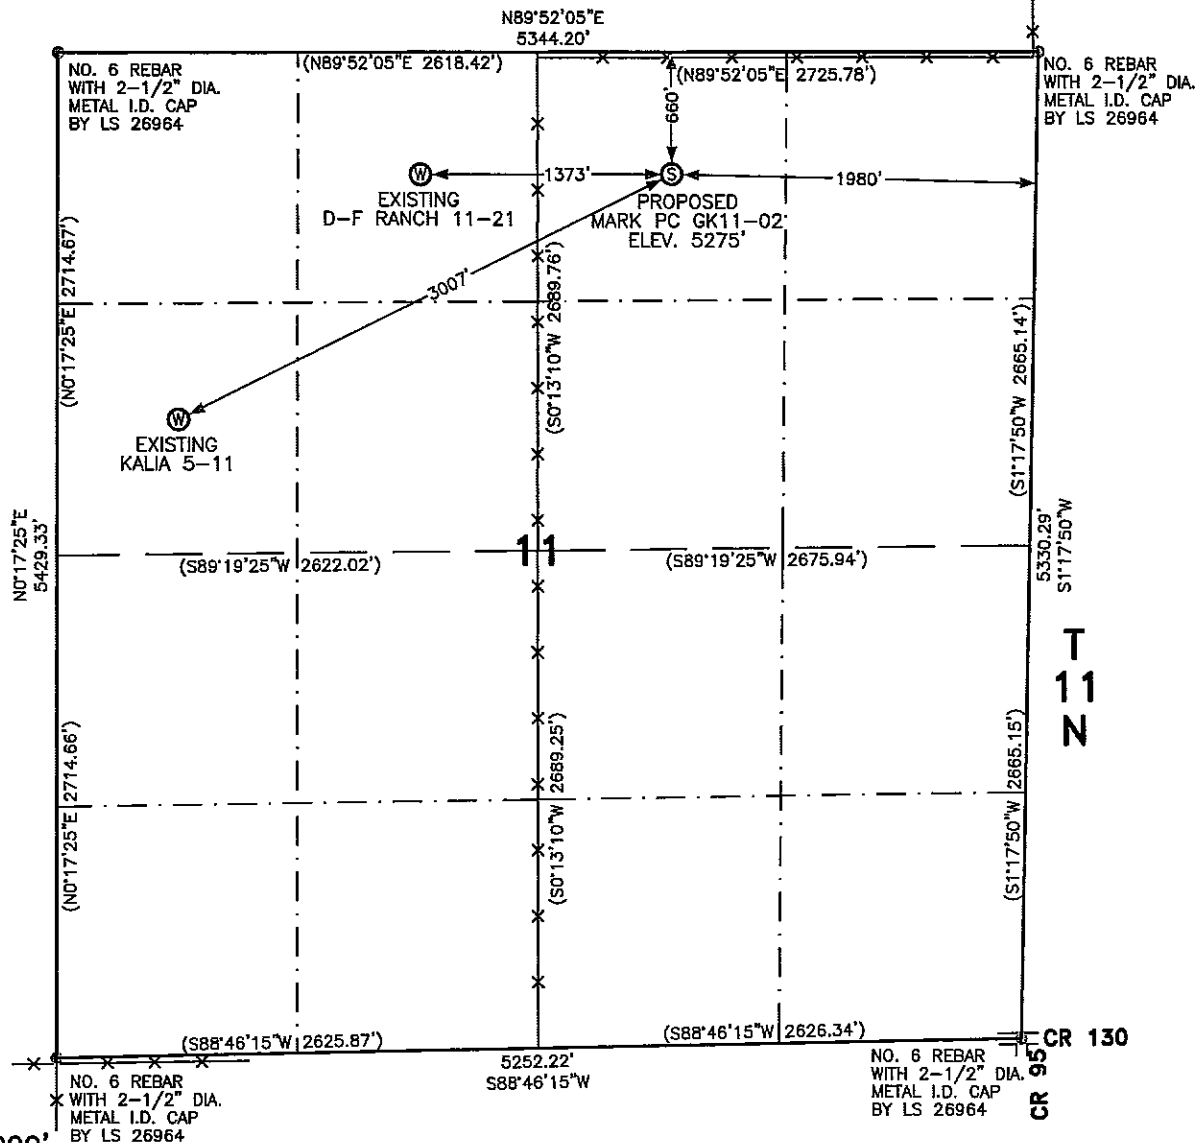 N89°52'05"E
5344.20'
(N89°52'05"E 2618.42')
(N89°52'05"E 2725.78')
NO. 6 REBAR
WITH 2-1/2" DIA.
METAL I.D. CAP
BY LS 26964
NO. 6 REBAR
WITH 2-1/2" DIA.
METAL I.D. CAP
BY LS 26964
660'
W
1373'
S
1980'
EXISTING
D-F RANCH 11-21
PROPOSED
MARK PC GK11-02
ELEV. 5275'
3007'
(N0°17'25"E 2714.67')
(S0°13'10"W 2689.76')
(S1°17'50"W 2665.14')
W
EXISTING
KALIA 5-11
N0°17'25"E
5429.33'
(S89°19'25"W 2622.02')
11
(S89°19'25"W 2675.94')
5330.29'
S1°17'50"W
T
11
N
(N0°17'25"E 2714.66')
(S0°13'10"W 2689.25')
(S1°17'50"W 2665.15')
(S88°46'15"W 2625.87')
(S88°46'15"W 2626.34')
5252.22'
S88°46'15"W
CR 130
CR 95
NO. 6 REBAR
WITH 2-1/2" DIA.
METAL I.D. CAP
BY LS 26964
NO. 6 REBAR
WITH 2-1/2" DIA.
METAL I.D. CAP
BY LS 26964